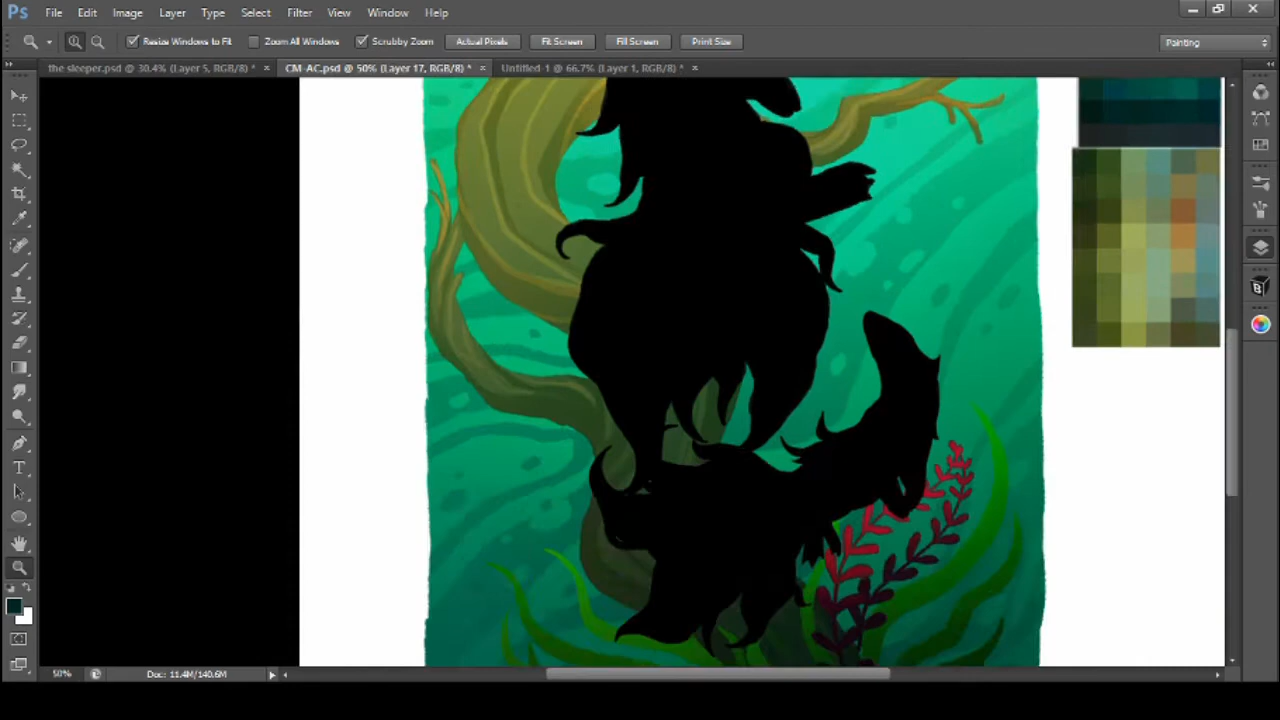 Ps File Edit Image Layer Type Select Filter View Window Help
Resize Windows to Fit Zoom All Windows Scrubby Zoom Actual Pixels Fit Screen Fill Screen Print Size Painting
the sleeper.psd @ 30.4% (Layer 5, RGB/8) * × CM-AC.psd @ 50% (Layer 17, RGB/8) * × Untitled-1 @ 66.7% (Layer 1, RGB/8) * ×
T
50% Doc: 11.4M/140.6M